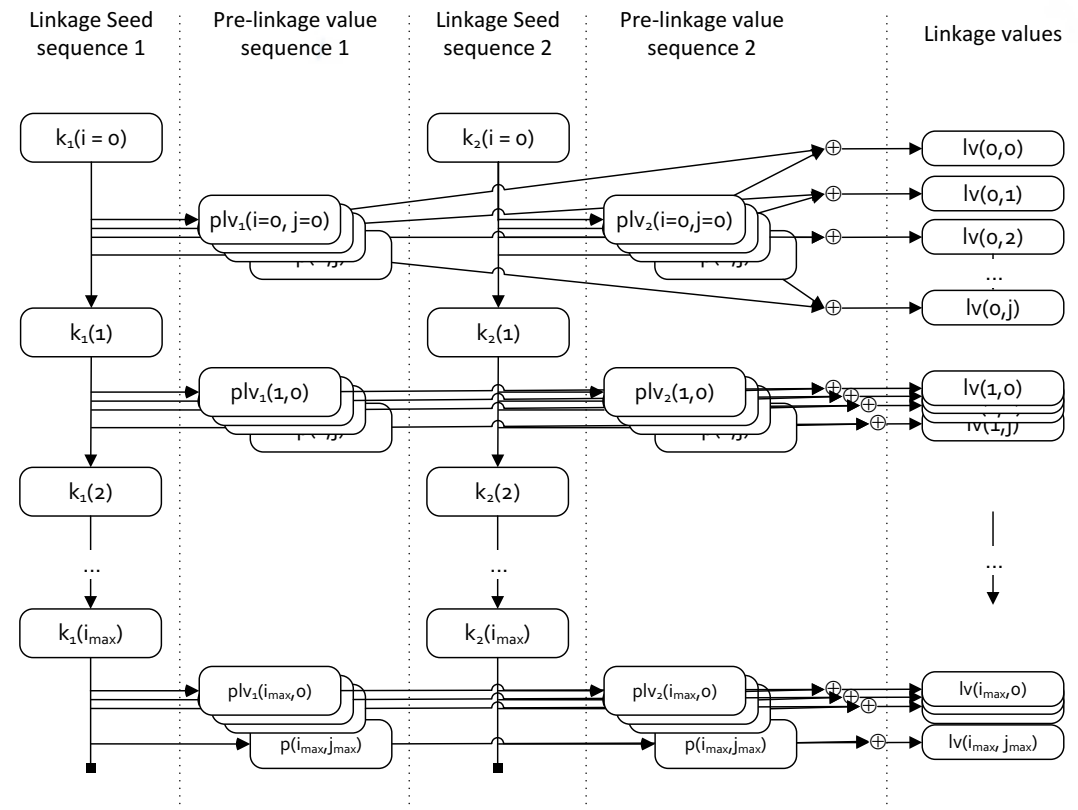 Linkage Seed
sequence 1
Pre-linkage value
sequence 1
Linkage Seed
sequence 2
Pre-linkage value
sequence 2
Linkage values
k₁(i = 0)
k₂(i = 0)
lv(0,0)
lv(0,1)
plv₁(i=0, j=0)
plv₂(i=0,j=0)
lv(0,2)
...
lv(0,j)
k₁(1)
k₂(1)
plv₁(1,0)
plv₂(1,0)
lv(1,0)
lv(1,j)
k₁(2)
k₂(2)
...
...
...
k₁(iₘₐₓ)
k₂(iₘₐₓ)
plv₁(iₘₐₓ,0)
plv₂(iₘₐₓ,0)
lv(iₘₐₓ,0)
p(iₘₐₓ,jₘₐₓ)
p(iₘₐₓ,jₘₐₓ)
lv(iₘₐₓ, jₘₐₓ)